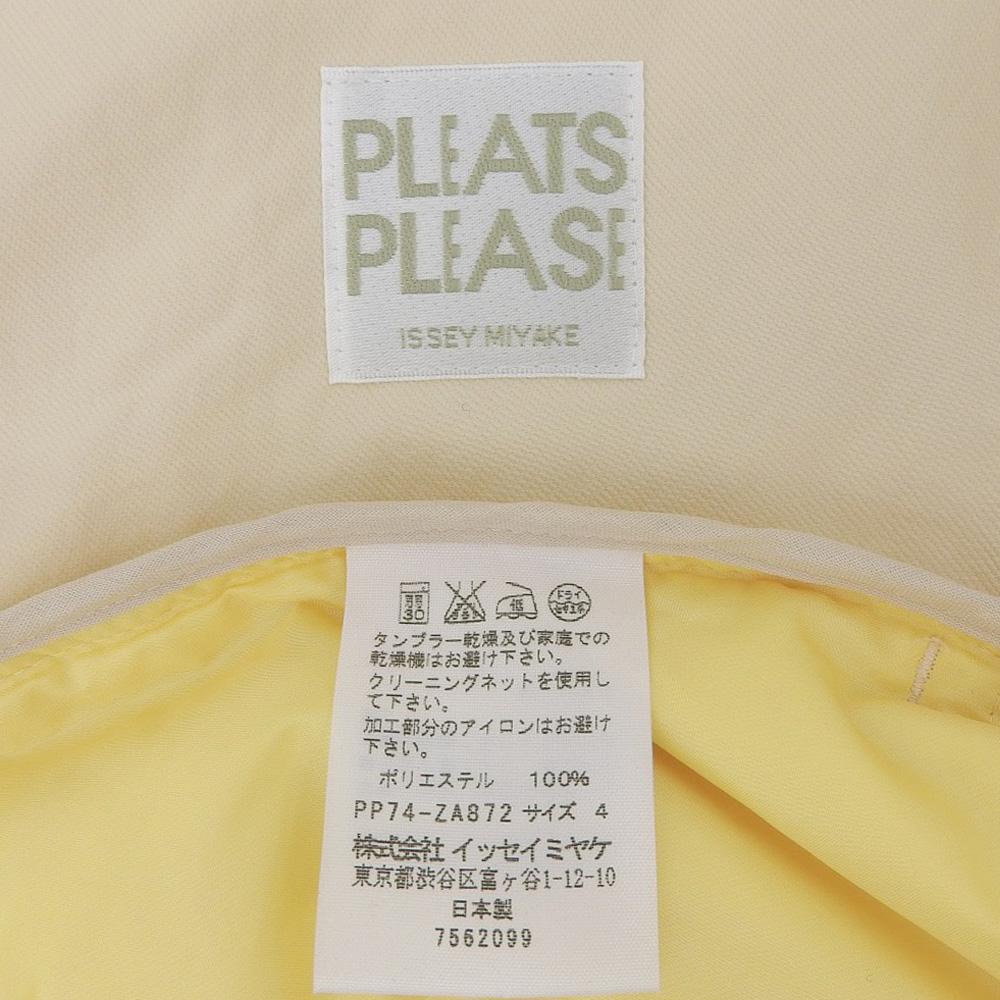 PLEATS
PLEASE
ISSEY MIYAKE
30 低 ドライ
タンブラー乾燥及び家庭での
乾燥機はお避け下さい。
クリーニングネットを使用し
て下さい。
加工部分のアイロンはお避け
下さい。
ポリエステル 100%
PP74-ZA872 サイズ 4
株式会社 イッセイミヤケ
東京都渋谷区富ヶ谷1-12-10
日本製
7562099